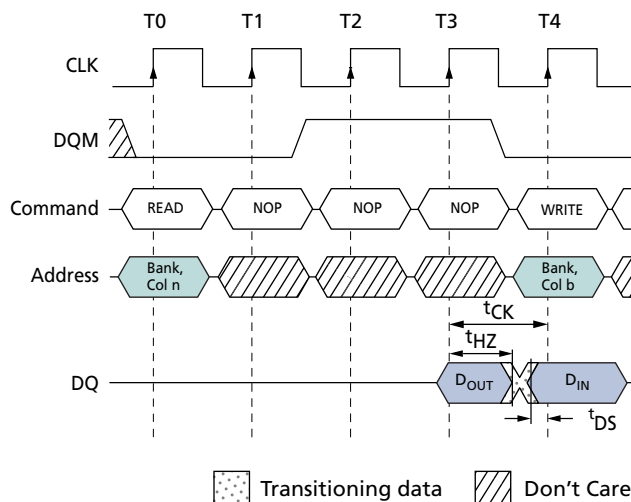 T0 T1 T2 T3 T4
CLK
DQM
Command READ NOP NOP NOP WRITE
Address Bank, Col n Bank, Col b
tCK
tHZ
DQ DOUT DIN
tDS
Transitioning data Don't Care